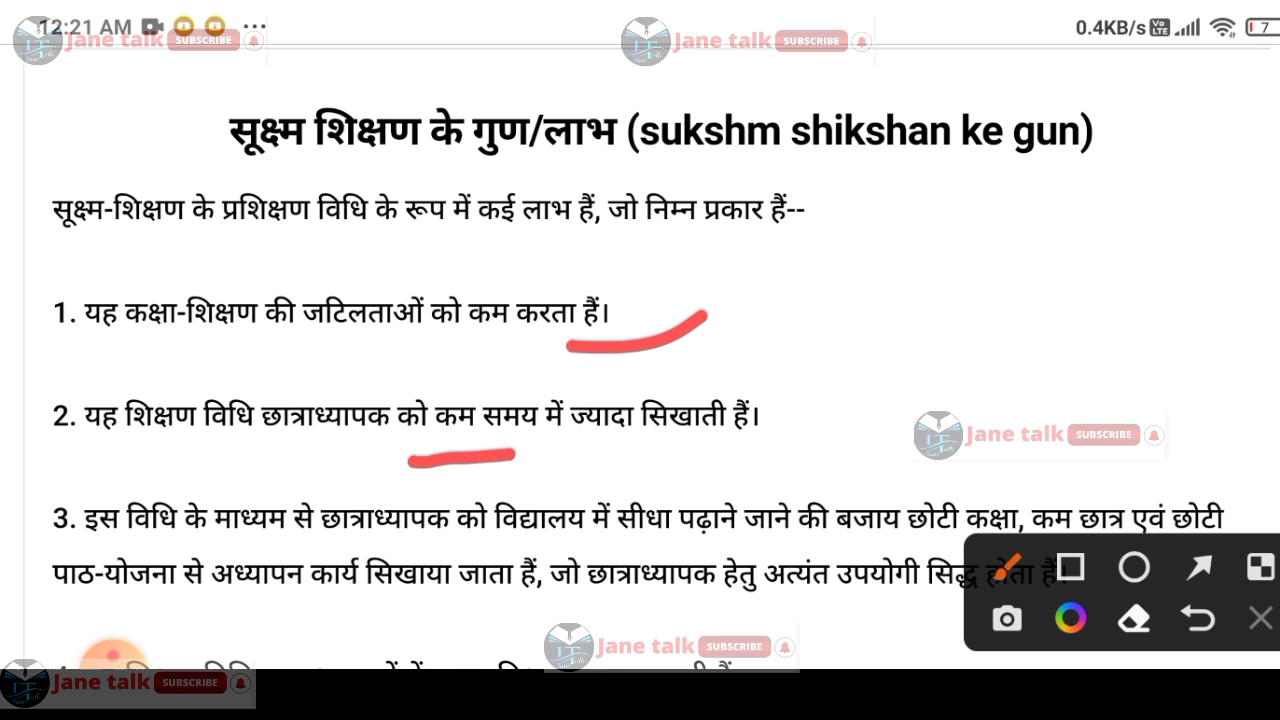 12:21 AM ...
0.4KB/s Vo LTE 7
Jane talk SUBSCRIBE
Jane talk SUBSCRIBE
सूक्ष्म शिक्षण के गुण/लाभ (sukshm shikshan ke gun)
सूक्ष्म-शिक्षण के प्रशिक्षण विधि के रूप में कई लाभ हैं, जो निम्न प्रकार हैं--
1. यह कक्षा-शिक्षण की जटिलताओं को कम करता हैं।
2. यह शिक्षण विधि छात्राध्यापक को कम समय में ज्यादा सिखाती हैं।
Jane talk SUBSCRIBE
3. इस विधि के माध्यम से छात्राध्यापक को विद्यालय में सीधा पढ़ाने जाने की बजाय छोटी कक्षा, कम छात्र एवं छोटी
पाठ-योजना से अध्यापन कार्य सिखाया जाता हैं, जो छात्राध्यापक हेतु अत्यंत उपयोगी सिद्ध होता हैं।
Jane talk SUBSCRIBE
Jane talk SUBSCRIBE